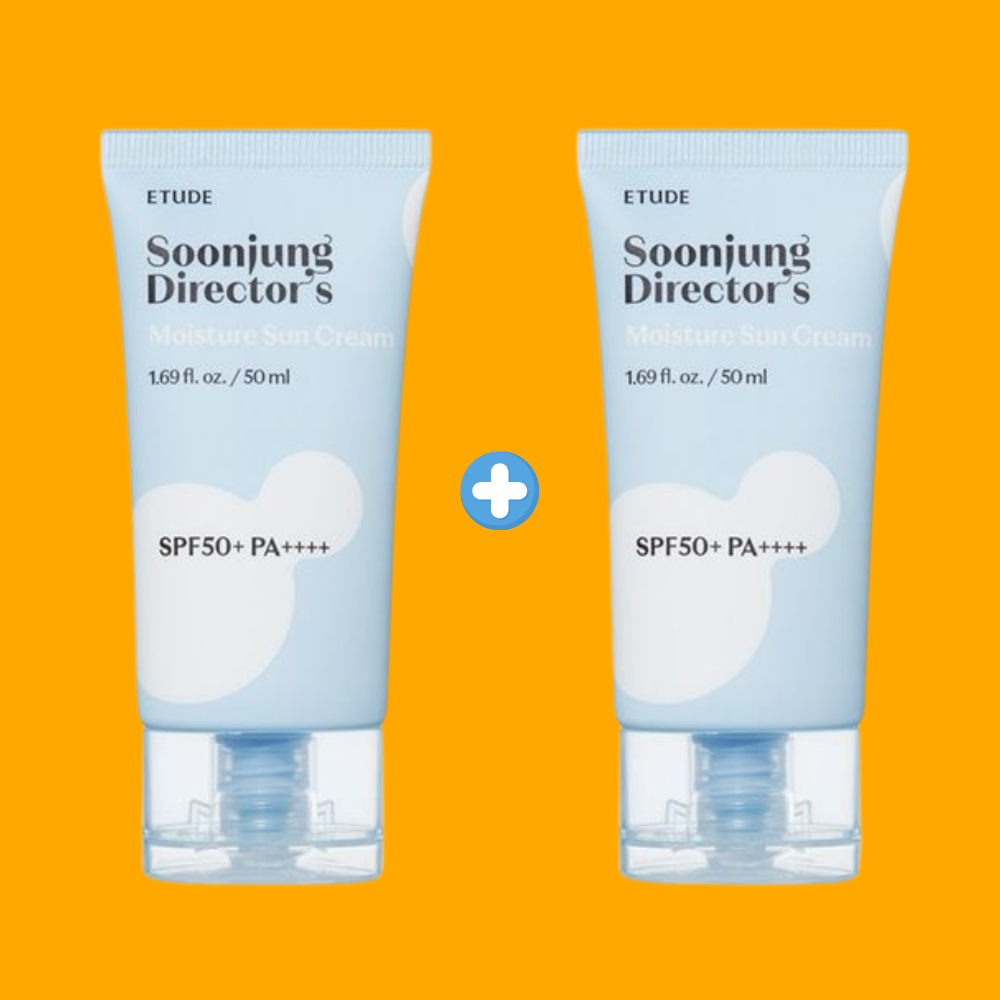 ETUDE
Soonjung
Director's
Moisture Sun Cream
1.69 fl. oz. / 50 ml
SPF50+ PA++++
ETUDE
Soonjung
Director's
Moisture Sun Cream
1.69 fl. oz. / 50 ml
SPF50+ PA++++